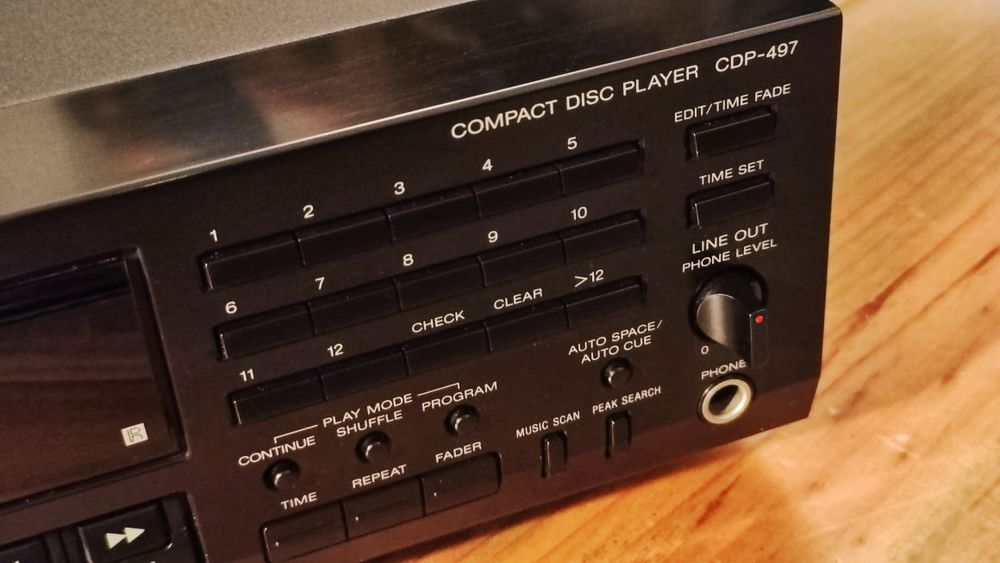 COMPACT DISC PLAYER CDP-497
EDIT/TIME FADE
1 2 3 4 5
TIME SET
6 7 8 9 10
LINE OUT
PHONE LEVEL
11 12 CHECK CLEAR >12
0
AUTO SPACE/
AUTO CUE
PHONE
PLAY MODE
CONTINUE SHUFFLE PROGRAM
MUSIC SCAN PEAK SEARCH
TIME REPEAT FADER